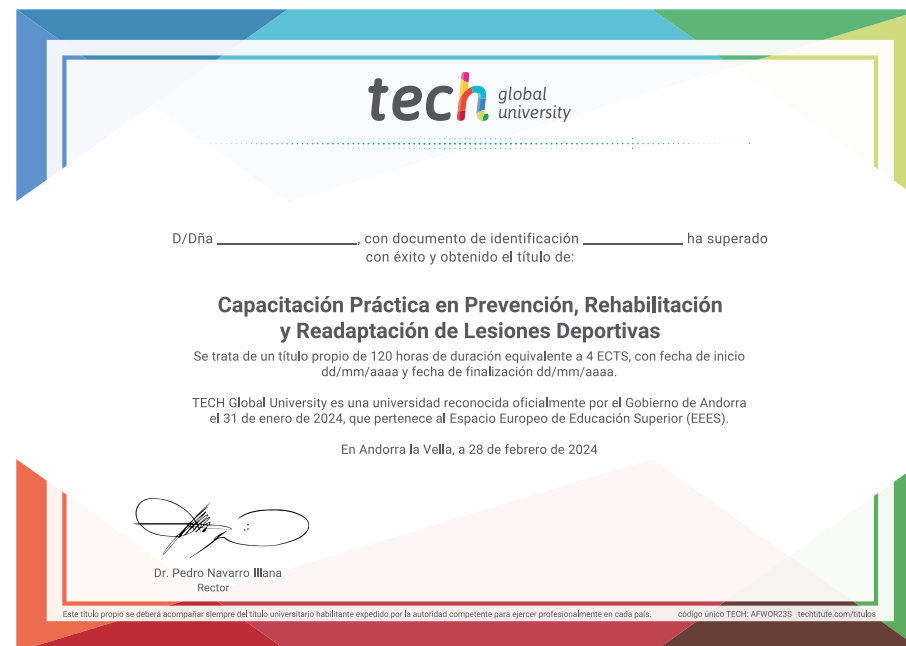 tech global university
D/Dña ____________________, con documento de identificación ______________ ha superado
con éxito y obtenido el título de:
Capacitación Práctica en Prevención, Rehabilitación
y Readaptación de Lesiones Deportivas
Se trata de un título propio de 120 horas de duración equivalente a 4 ECTS, con fecha de inicio
dd/mm/aaaa y fecha de finalización dd/mm/aaaa.
TECH Global University es una universidad reconocida oficialmente por el Gobierno de Andorra
el 31 de enero de 2024, que pertenece al Espacio Europeo de Educación Superior (EEES).
En Andorra la Vella, a 28 de febrero de 2024
Dr. Pedro Navarro Illana
Rector
Este título propio se deberá acompañar siempre del título universitario habilitante expedido por la autoridad competente para ejercer profesionalmente en cada país. código único TECH: AFWOR23S techtitute.com/titulos